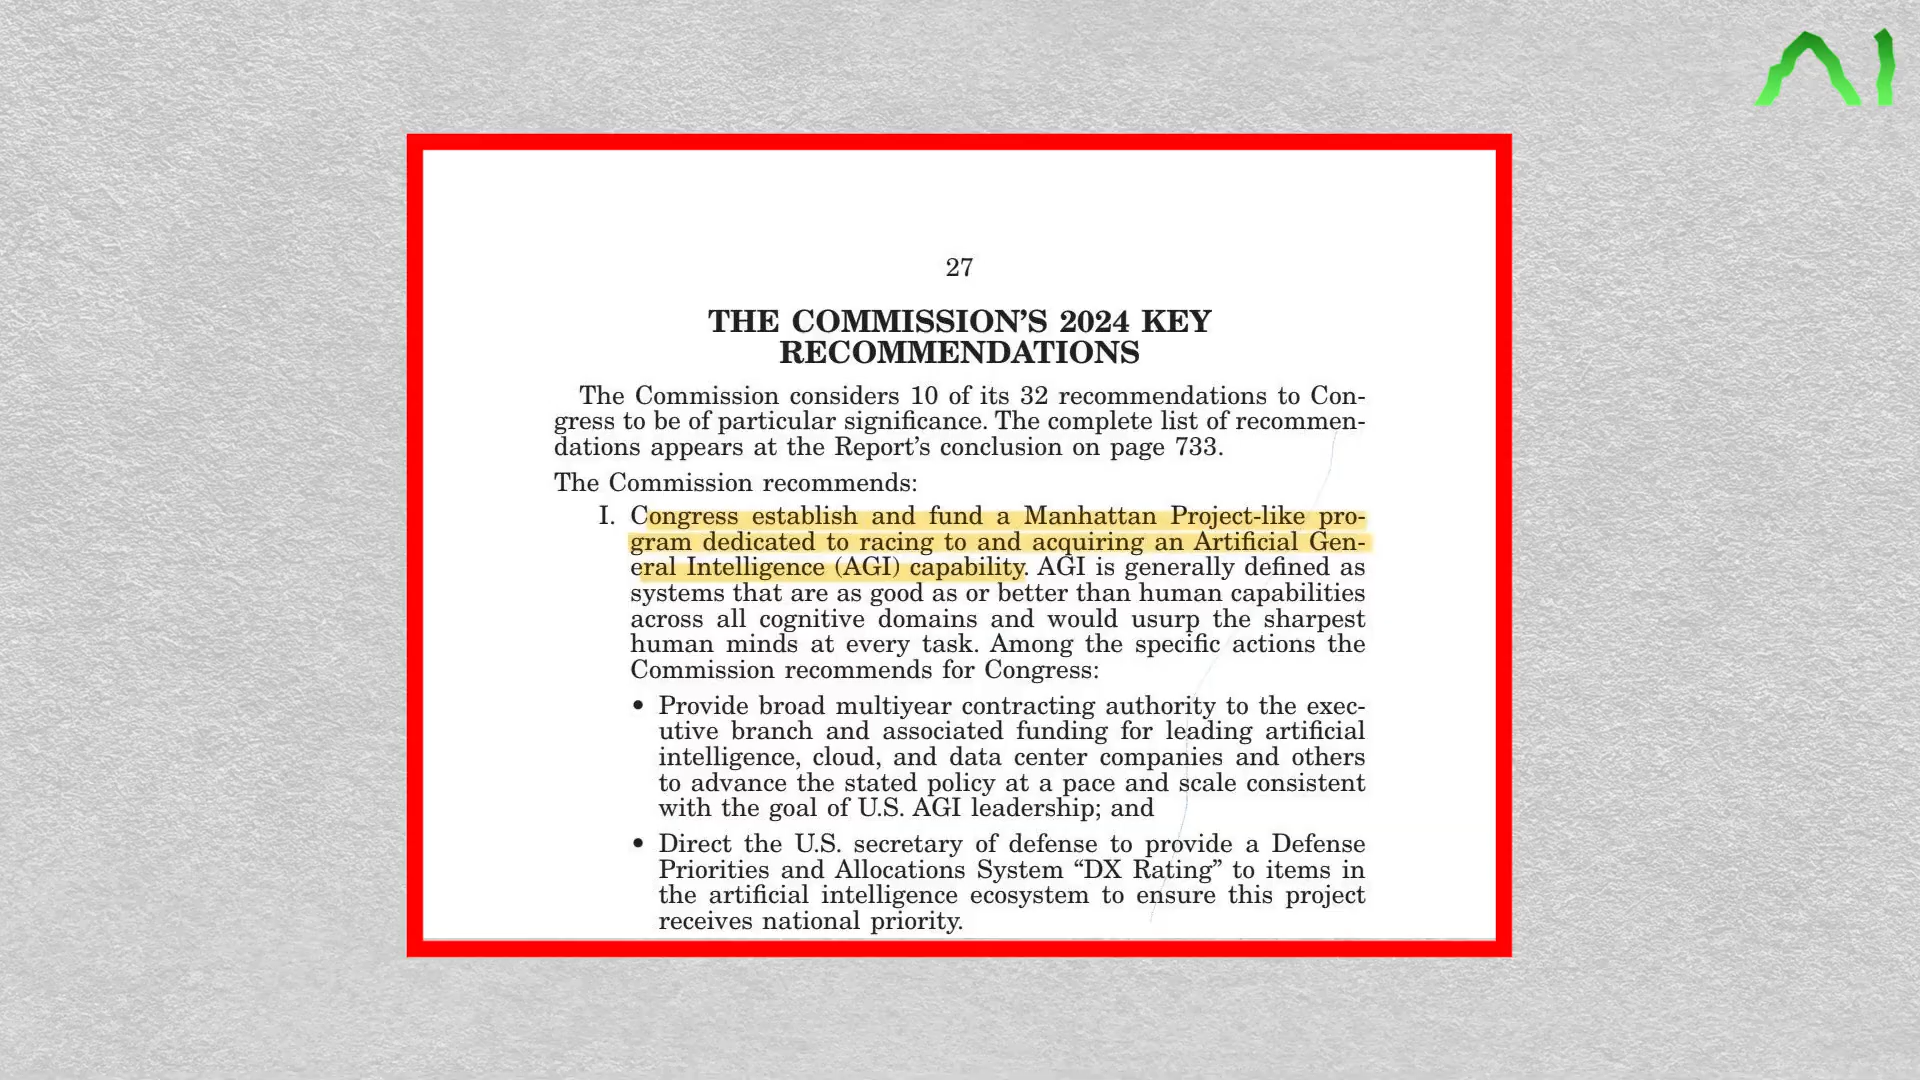 AI
27
THE COMMISSION’S 2024 KEY
RECOMMENDATIONS
The Commission considers 10 of its 32 recommendations to Con-
gress to be of particular significance. The complete list of recommen-
dations appears at the Report’s conclusion on page 733.
The Commission recommends:
I. Congress establish and fund a Manhattan Project-like pro-
gram dedicated to racing to and acquiring an Artificial Gen-
eral Intelligence (AGI) capability. AGI is generally defined as
systems that are as good as or better than human capabilities
across all cognitive domains and would usurp the sharpest
human minds at every task. Among the specific actions the
Commission recommends for Congress:
• Provide broad multiyear contracting authority to the exec-
utive branch and associated funding for leading artificial
intelligence, cloud, and data center companies and others
to advance the stated policy at a pace and scale consistent
with the goal of U.S. AGI leadership; and
• Direct the U.S. secretary of defense to provide a Defense
Priorities and Allocations System “DX Rating” to items in
the artificial intelligence ecosystem to ensure this project
receives national priority.